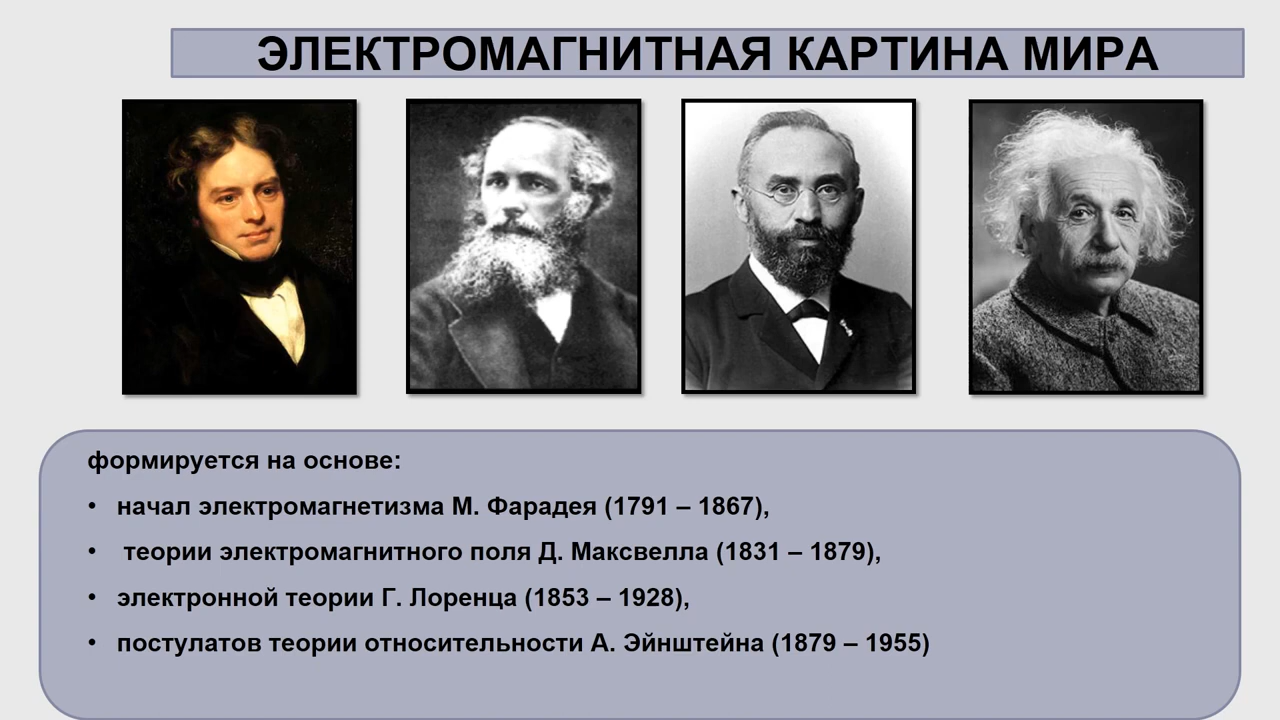 ЭЛЕКТРОМАГНИТНАЯ КАРТИНА МИРА
формируется на основе:
• начал электромагнетизма М. Фарадея (1791 – 1867),
• теории электромагнитного поля Д. Максвелла (1831 – 1879),
• электронной теории Г. Лоренца (1853 – 1928),
• постулатов теории относительности А. Эйнштейна (1879 – 1955)